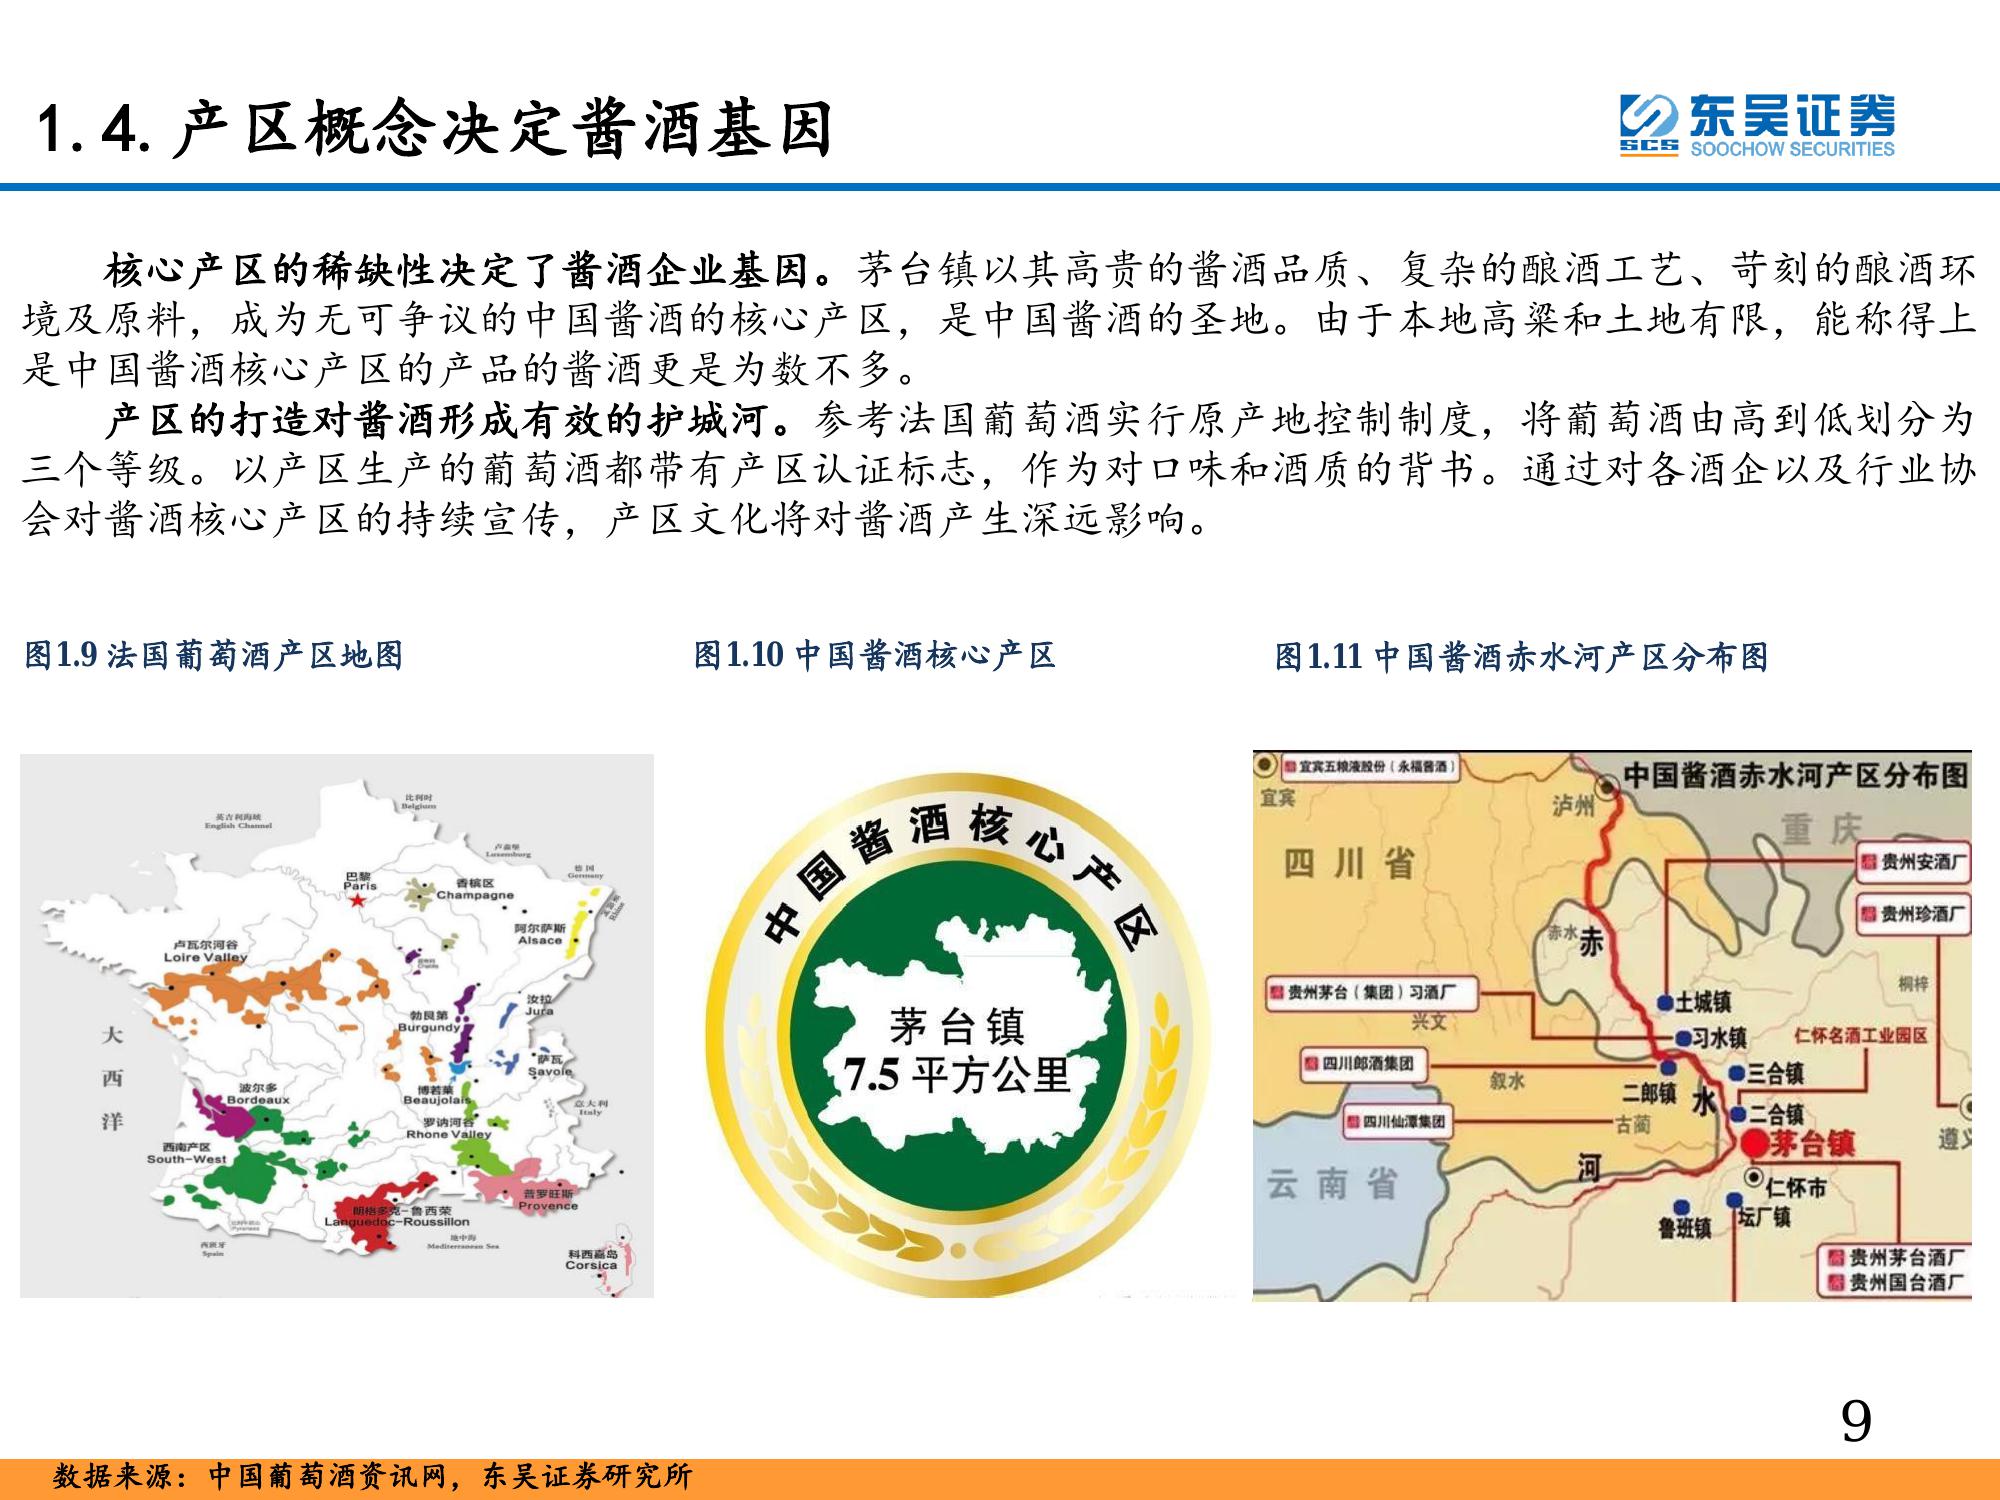 1.4.产区概念决定酱酒基因
东吴证券
SCS
SOOCHOW SECURITIES
核心产区的稀缺性决定了酱酒企业基因。茅台镇以其高贵的酱酒品质、复杂的酿酒工艺、苛刻的酿酒环
境及原料，成为无可争议的中国酱酒的核心产区，是中国酱酒的圣地。由于本地高粱和土地有限，能称得上
是中国酱酒核心产区的产品的酱酒更是为数不多。
产区的打造对酱酒形成有效的护城河。参考法国葡萄酒实行原产地控制制度，将葡萄酒由高到低划分为
三个等级。以产区生产的葡萄酒都带有产区认证标志，作为对口味和酒质的背书。通过对各酒企以及行业协
会对酱酒核心产区的持续宣传，产区文化将对酱酒产生深远影响。
图1.9 法国葡萄酒产区地图
图1.10 中国酱酒核心产区
图1.11 中国酱酒赤水河产区分布图
比利时
Belgium
英吉利海峡
English Channel
卢森堡
Luxemburg
德国
Germany
Rhine
巴黎
Paris
香槟区
Champagne
阿尔萨斯
Alsace
卢瓦尔河谷
Loire Valley
Chablis
汝拉
Jura
勃艮第
Burgundy
大西洋
萨瓦
Savoie
波尔多
Bordeaux
博若莱
Beaujolais
意大利
Italy
罗讷河谷
Rhone Valley
西南产区
South-West
普罗旺斯
Provence
朗格多克-鲁西荣
Languedoc-Roussillon
Pyrenees
西班牙
Spain
地中海
Mediterranean Sea
科西嘉岛
Corsica
中国酱酒核心产区
茅台镇
7.5 平方公里
宜宾五粮液股份（永福酱酒）
中国酱酒赤水河产区分布图
宜宾
泸州
重庆
四川省
贵州安酒厂
贵州珍酒厂
赤水
赤
桐梓
贵州茅台（集团）习酒厂
土城镇
兴文
习水镇
仁怀名酒工业园区
四川郎酒集团
叙水
二郎镇
三合镇
水
二合镇
四川仙潭集团
古蔺
茅台镇
遵义
河
云南省
仁怀市
鲁班镇
坛厂镇
贵州茅台酒厂
贵州国台酒厂
9
数据来源：中国葡萄酒资讯网，东吴证券研究所